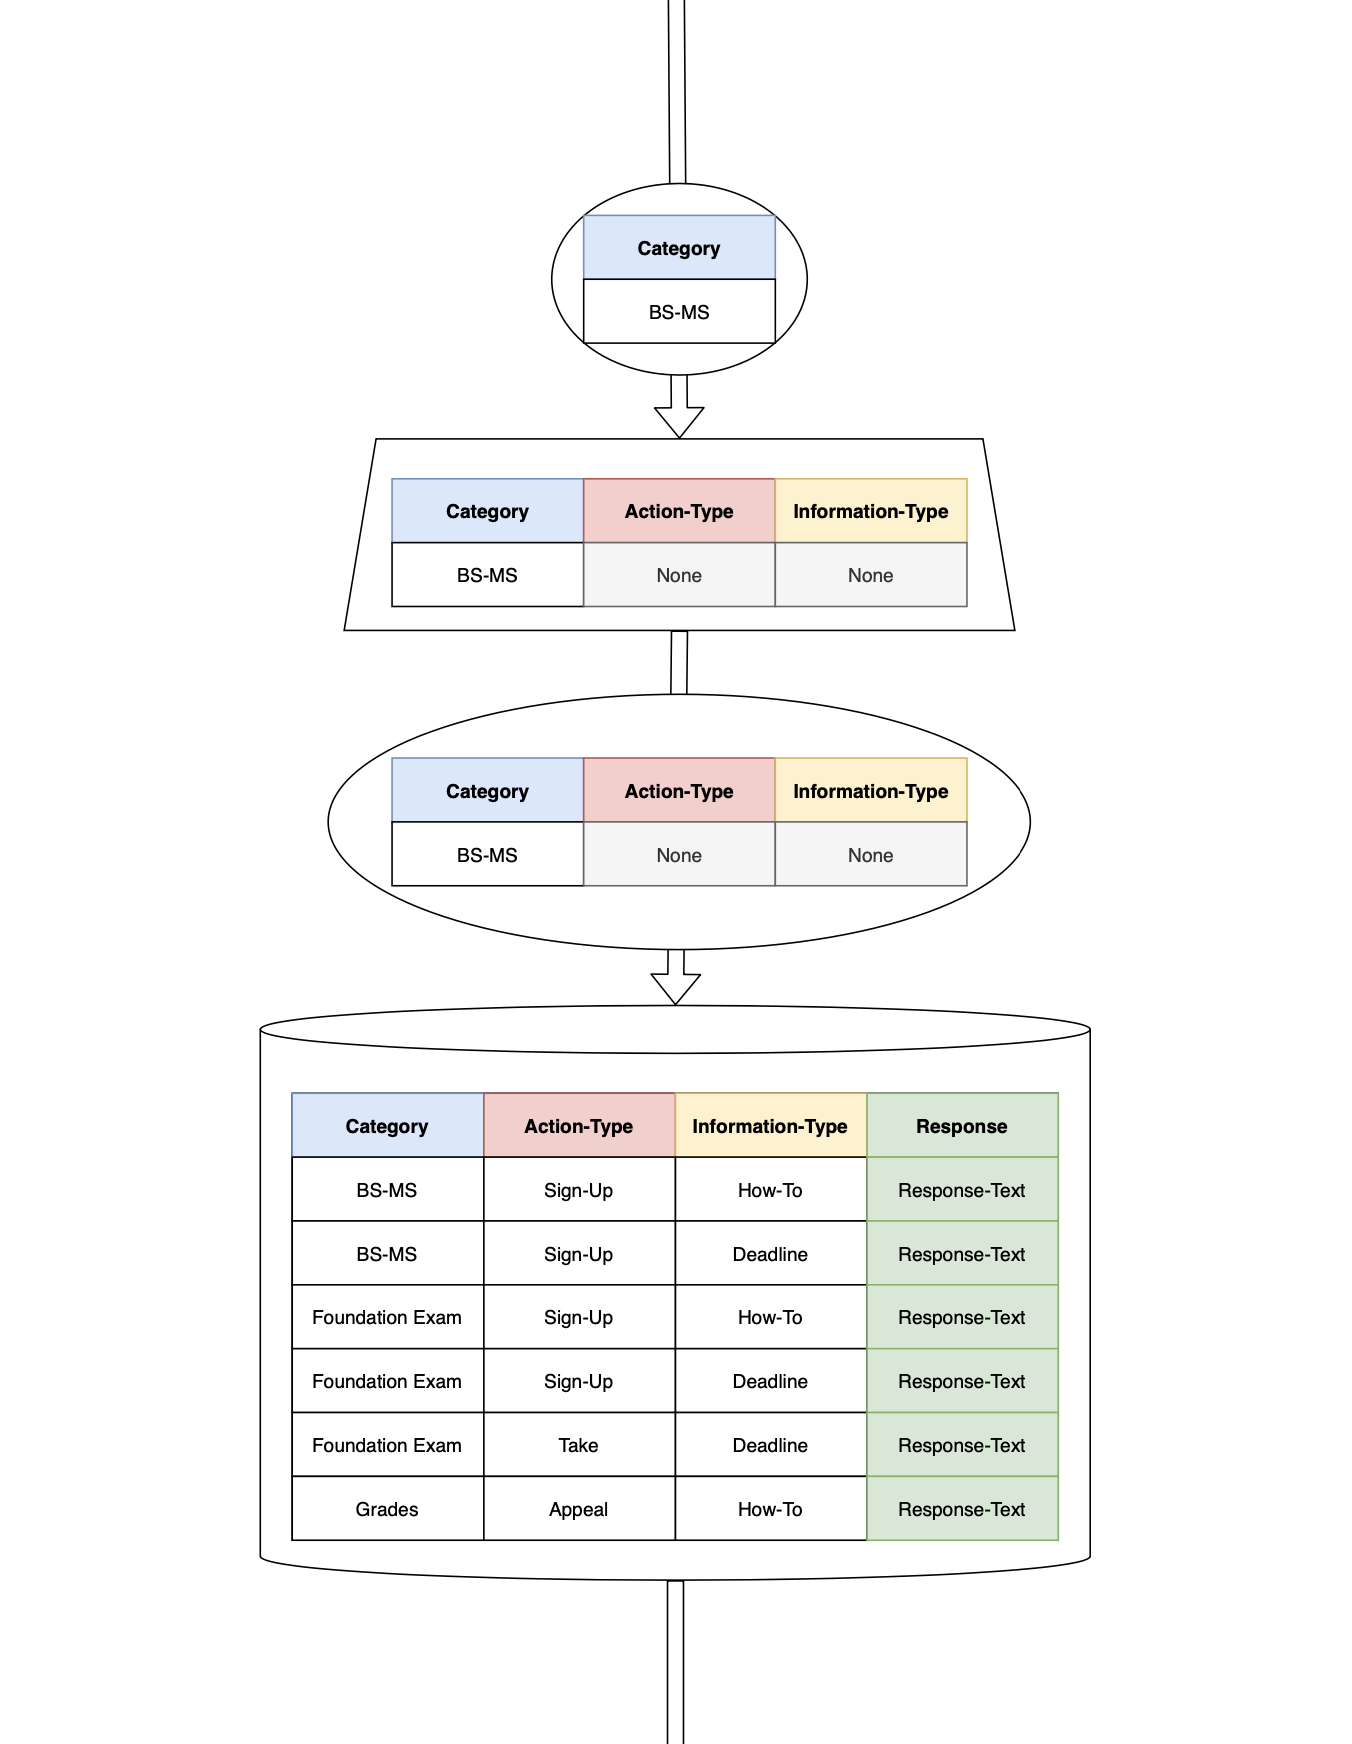 Category
BS-MS
Category Action-Type Information-Type
BS-MS None None
Category Action-Type Information-Type
BS-MS None None
Category Action-Type Information-Type Response
BS-MS Sign-Up How-To Response-Text
BS-MS Sign-Up Deadline Response-Text
Foundation Exam Sign-Up How-To Response-Text
Foundation Exam Sign-Up Deadline Response-Text
Foundation Exam Take Deadline Response-Text
Grades Appeal How-To Response-Text